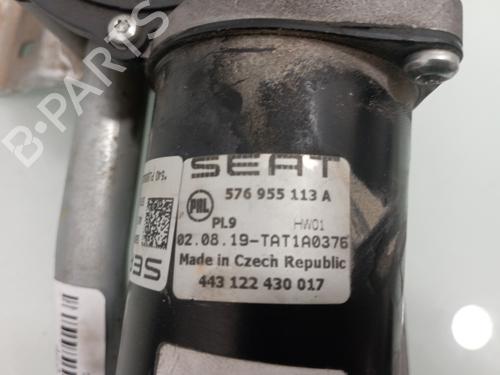 SEAT
PAL
576 955 113 A
PL9 HW01
02.08.19-TAT1A0376
Made in Czech Republic
443 122 430 017
B-PARTS